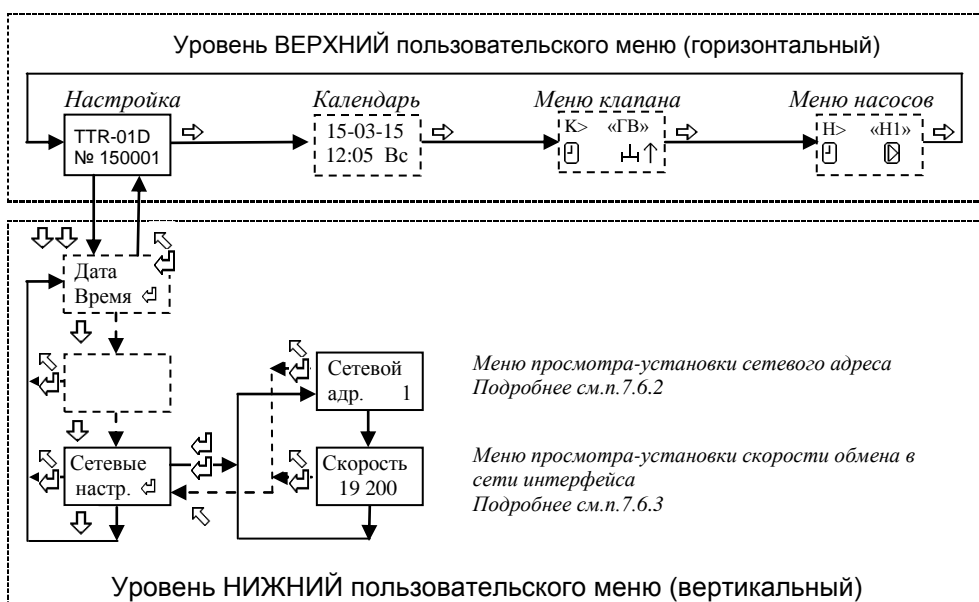 Уровень ВЕРХНИЙ пользовательского меню (горизонтальный)
Настройка
Календарь
Меню клапана
Меню насосов
TTR-01D
№ 150001
15-03-15
12:05 Вс
К> «ГВ»
Н> «Н1»
Дата
Время
Сетевой
адр. 1
Меню просмотра-установки сетевого адреса
Подробнее см.п.7.6.2
Сетевые
настр.
Скорость
19 200
Меню просмотра-установки скорости обмена в
сети интерфейса
Подробнее см.п.7.6.3
Уровень НИЖНИЙ пользовательского меню (вертикальный)